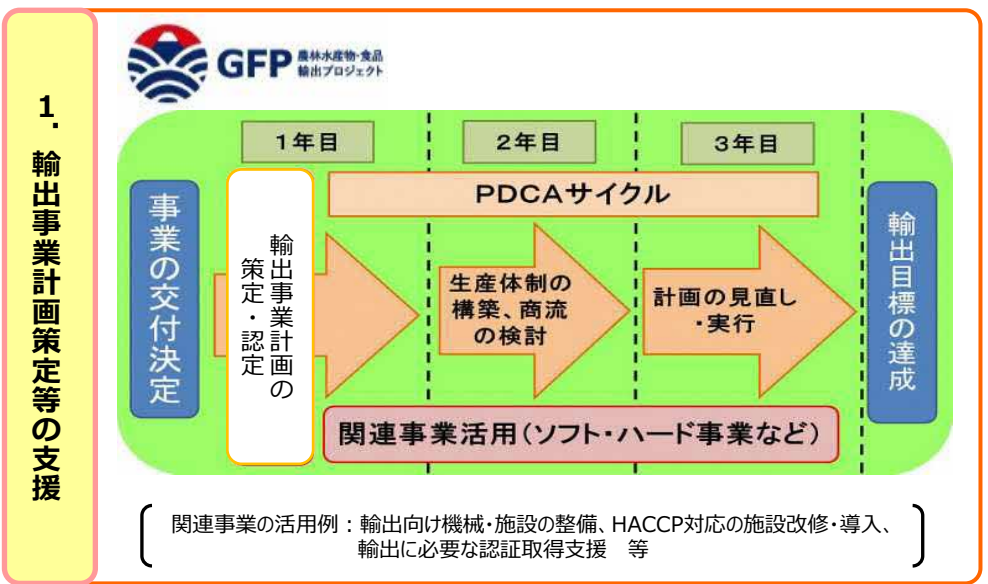 1.輸出事業計画策定等の支援
GFP
農林水産物・食品
輸出プロジェクト
1年目
2年目
3年目
PDCAサイクル
事業の交付決定
輸出事業計画の
策定・認定
生産体制の
構築、商流
の検討
計画の見直し
・実行
輸出目標の達成
関連事業活用(ソフト・ハード事業など)
関連事業の活用例：輸出向け機械・施設の整備、HACCP対応の施設改修・導入、
輸出に必要な認証取得支援　等